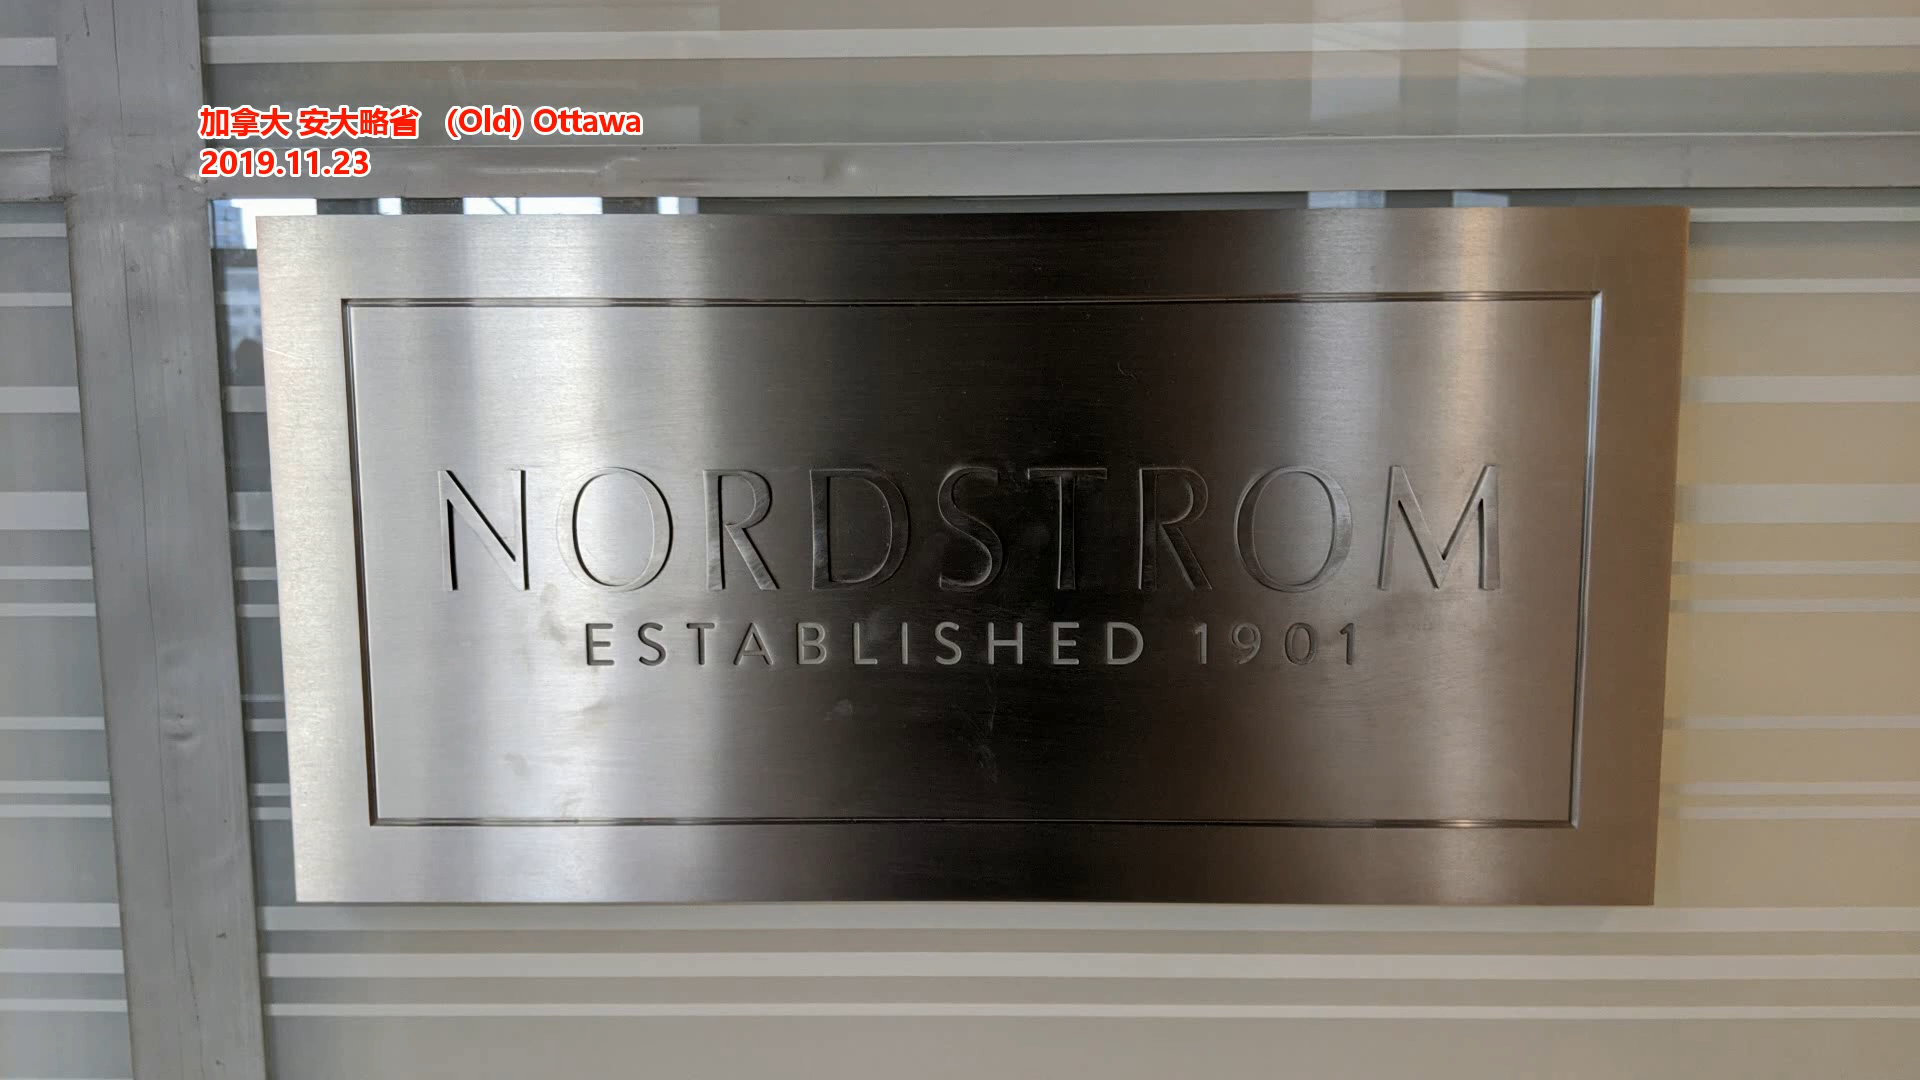 加拿大 安大略省 (Old) Ottawa
2019.11.23
NORDSTROM
ESTABLISHED 1901